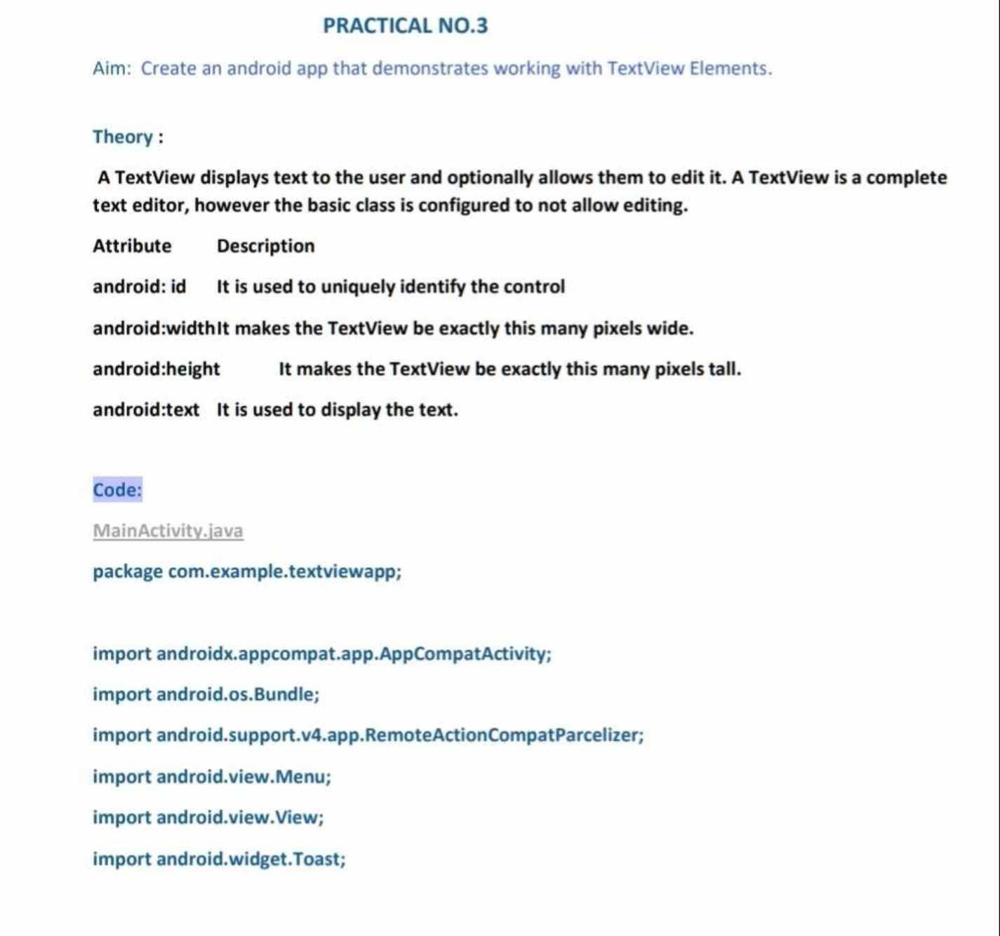 PRACTICAL NO.3
Aim: Create an android app that demonstrates working with TextView Elements.
Theory :
A TextView displays text to the user and optionally allows them to edit it. A TextView is a complete
text editor, however the basic class is configured to not allow editing.
Attribute Description
android: id It is used to uniquely identify the control
android:widthIt makes the TextView be exactly this many pixels wide.
android:height It makes the TextView be exactly this many pixels tall.
android:text It is used to display the text.
Code:
MainActivity.java
package com.example.textviewapp;
import androidx.appcompat.app.AppCompatActivity;
import android.os.Bundle;
import android.support.v4.app.RemoteActionCompatParcelizer;
import android.view.Menu;
import android.view.View;
import android.widget.Toast;